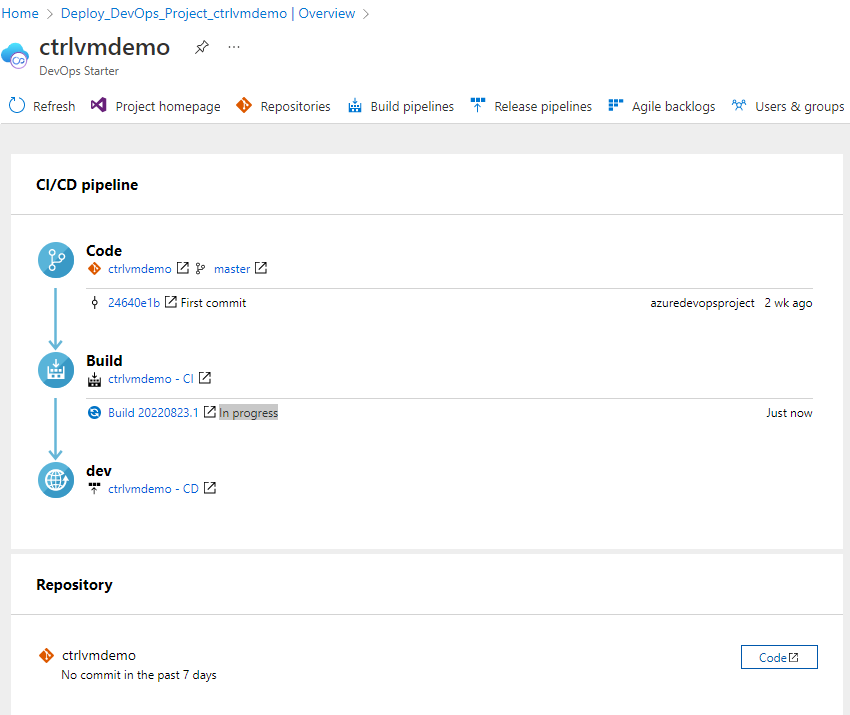 Home > Deploy_DevOps_Project_ctrlvmdemo | Overview >
ctrlvmdemo ...
DevOps Starter
Refresh Project homepage Repositories Build pipelines Release pipelines Agile backlogs Users & groups
CI/CD pipeline
Code
ctrlvmdemo master
24640e1b First commit azuredevopsproject 2 wk ago
Build
ctrlvmdemo - CI
Build 20220823.1 In progress Just now
dev
ctrlvmdemo - CD
Repository
ctrlvmdemo
No commit in the past 7 days
Code